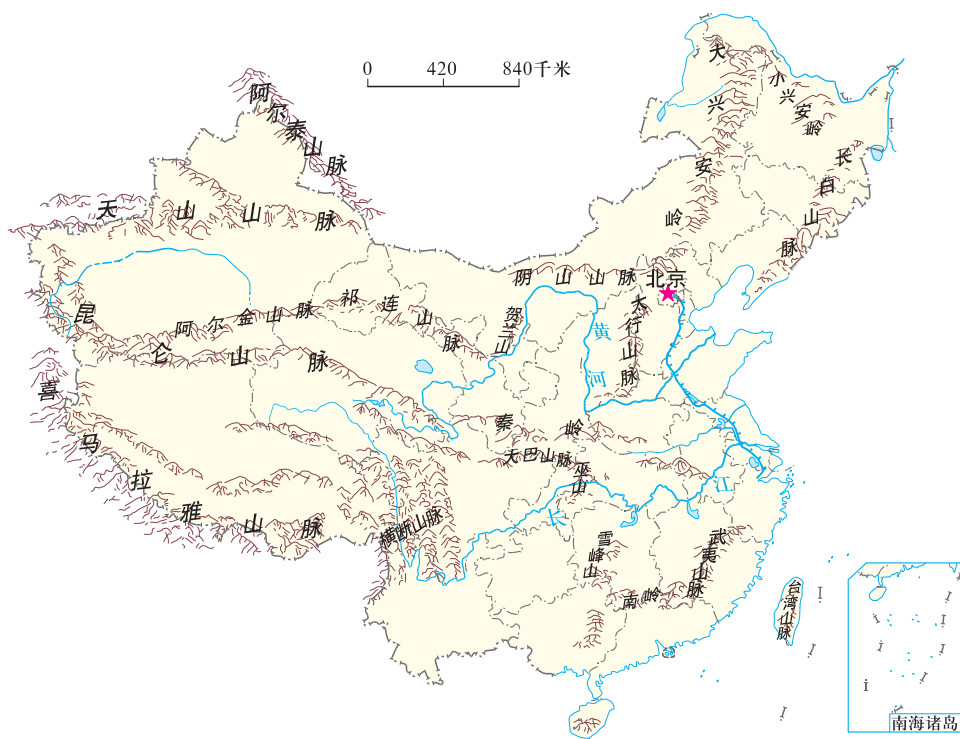 0 420 840千米
大兴安岭
小兴安岭
长白山脉
阿尔泰山脉
天山山脉
阴山山脉
北京
贺兰山
太行山脉
黄河
昆仑山脉
阿尔金山脉
祁连山脉
喜马拉雅山脉
秦岭
大巴山脉
巫山
横断山脉
长江
雪峰山
武夷山脉
南岭
台湾山脉
南海诸岛